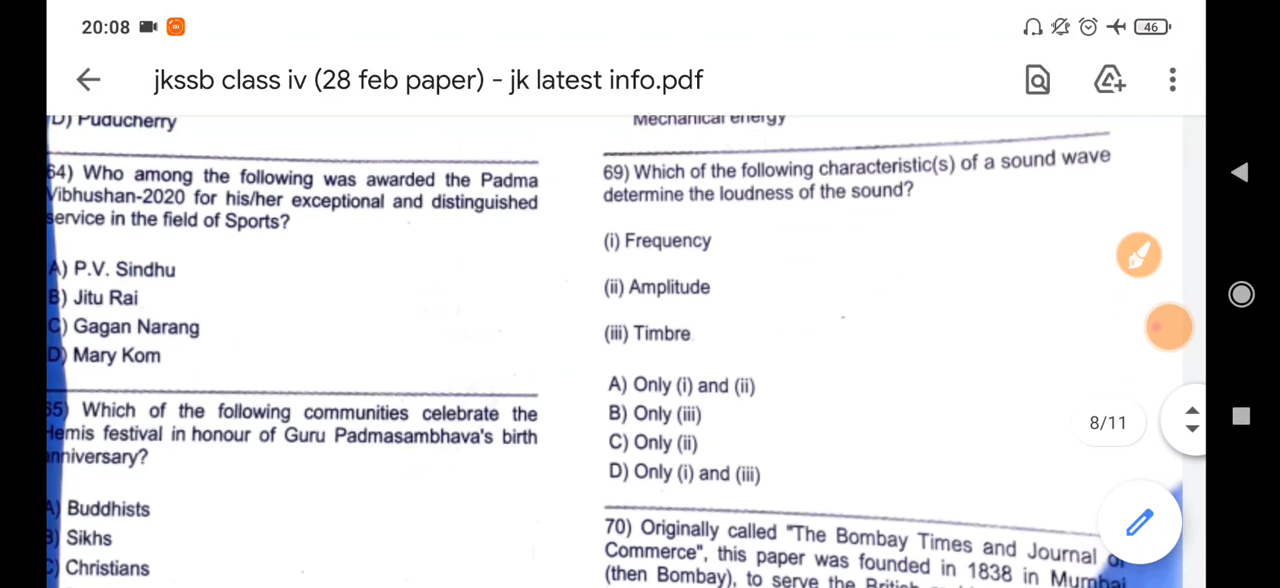 20:08
46
jkssb class iv (28 feb paper) - jk latest info.pdf
D) Puducherry
64) Who among the following was awarded the Padma
Vibhushan-2020 for his/her exceptional and distinguished
service in the field of Sports?
A) P.V. Sindhu
B) Jitu Rai
C) Gagan Narang
D) Mary Kom
65) Which of the following communities celebrate the
Hemis festival in honour of Guru Padmasambhava's birth
anniversary?
A) Buddhists
B) Sikhs
C) Christians
Mechanical energy
69) Which of the following characteristic(s) of a sound wave
determine the loudness of the sound?
(i) Frequency
(ii) Amplitude
(iii) Timbre
A) Only (i) and (ii)
B) Only (iii)
C) Only (ii)
D) Only (i) and (iii)
70) Originally called "The Bombay Times and Journal of
Commerce", this paper was founded in 1838 in Mumbai
(then Bombay), to serve the British
8/11